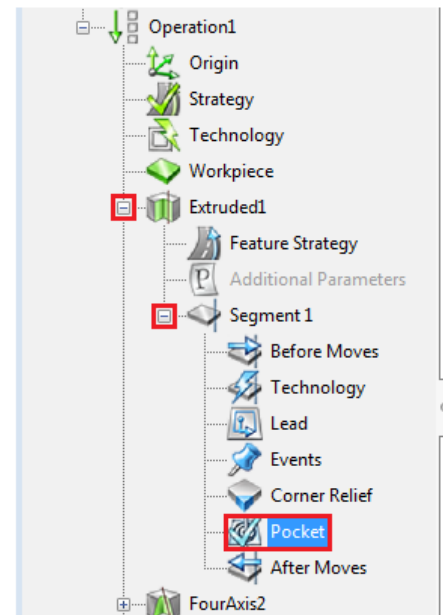 Operation1
Origin
Strategy
Technology
Workpiece
Extruded1
Feature Strategy
Additional Parameters
Segment 1
Before Moves
Technology
Lead
Events
Corner Relief
Pocket
After Moves
FourAxis2